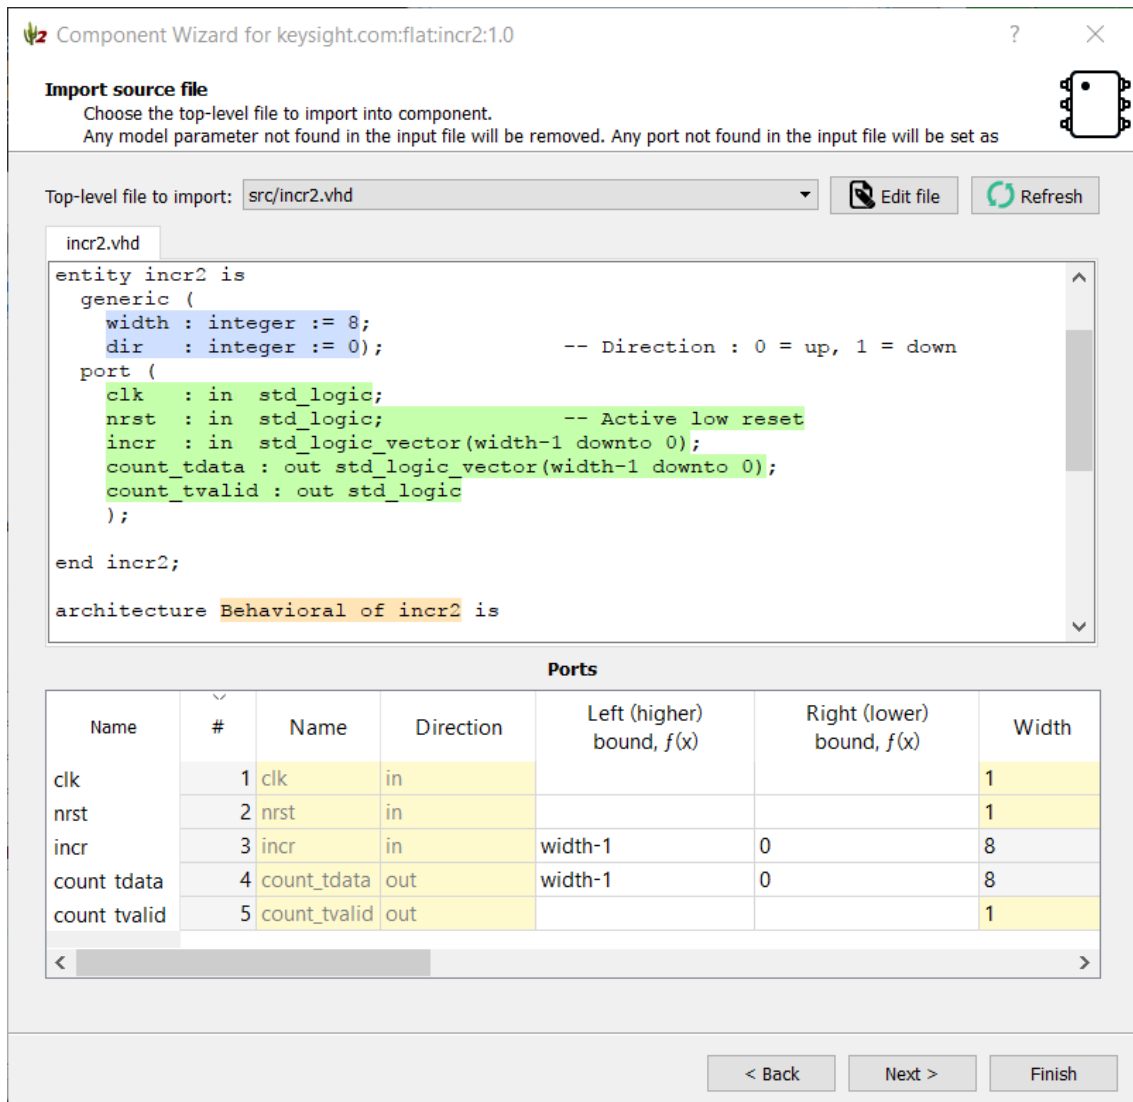 Component Wizard for keysight.com:flat:incr2:1.0 ?
Import source file
Choose the top-level file to import into component.
Any model parameter not found in the input file will be removed. Any port not found in the input file will be set as
Top-level file to import: src/incr2.vhd Edit file Refresh
incr2.vhd
entity incr2 is
generic (
width : integer := 8;
dir : integer := 0); -- Direction : 0 = up, 1 = down
port (
clk : in std_logic;
nrst : in std_logic; -- Active low reset
incr : in std_logic_vector(width-1 downto 0);
count_tdata : out std_logic_vector(width-1 downto 0);
count_tvalid : out std_logic
);
end incr2;
architecture Behavioral of incr2 is
Ports
Name # Name Direction Left (higher) bound, ƒ(x) Right (lower) bound, ƒ(x) Width
clk 1 clk in 1
nrst 2 nrst in 1
incr 3 incr in width-1 0 8
count tdata 4 count_tdata out width-1 0 8
count tvalid 5 count_tvalid out 1
< Back Next > Finish